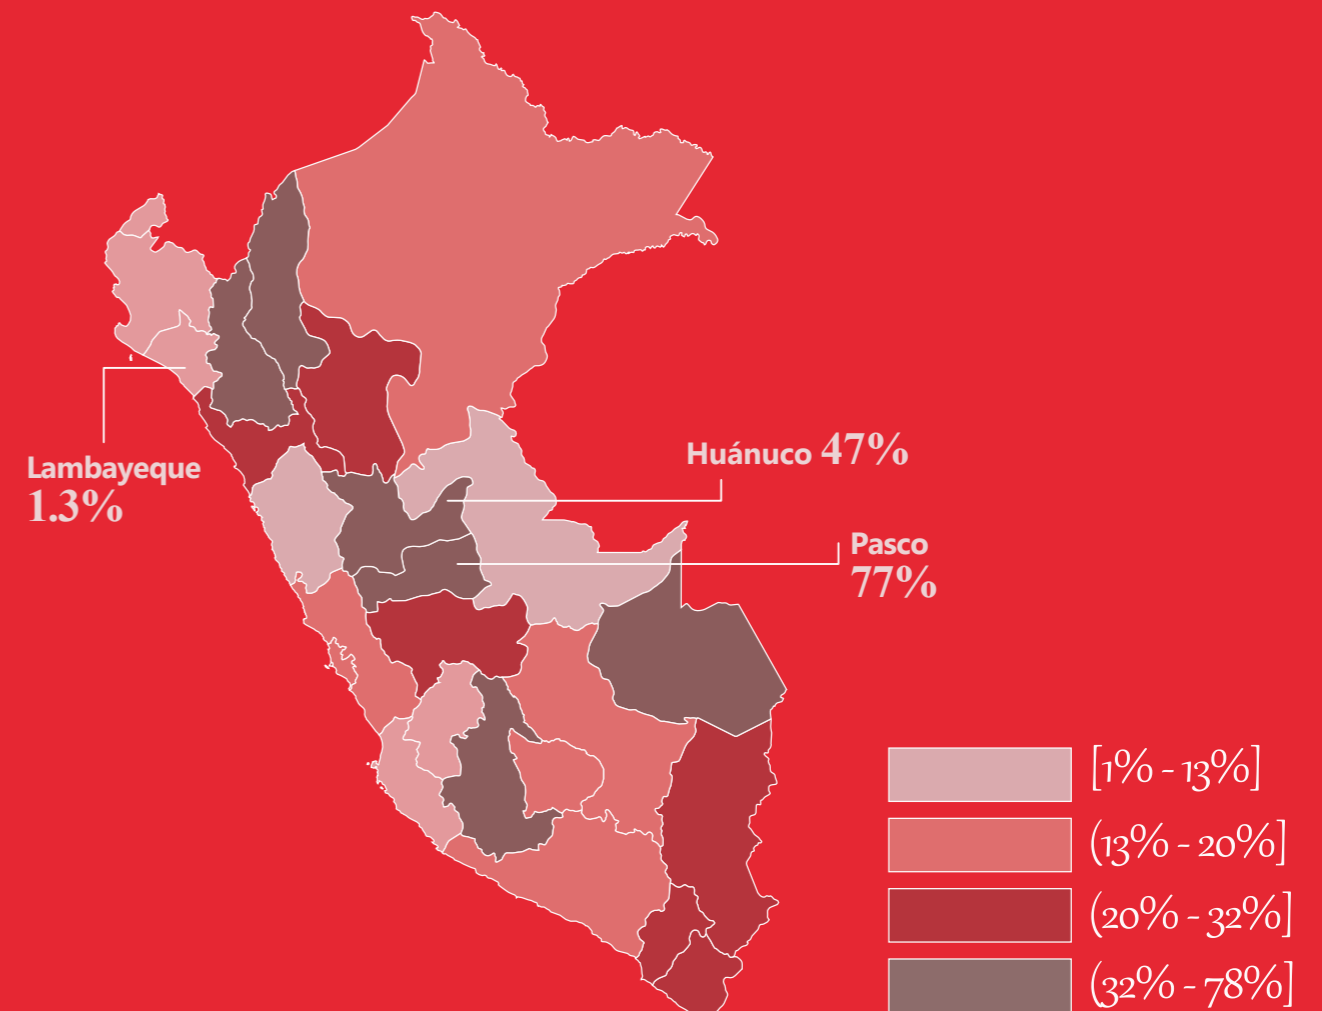 Lambayeque
1.3%
Huánuco 47%
Pasco
77%
[1% - 13%]
(13% - 20%]
(20% - 32%]
(32% - 78%]